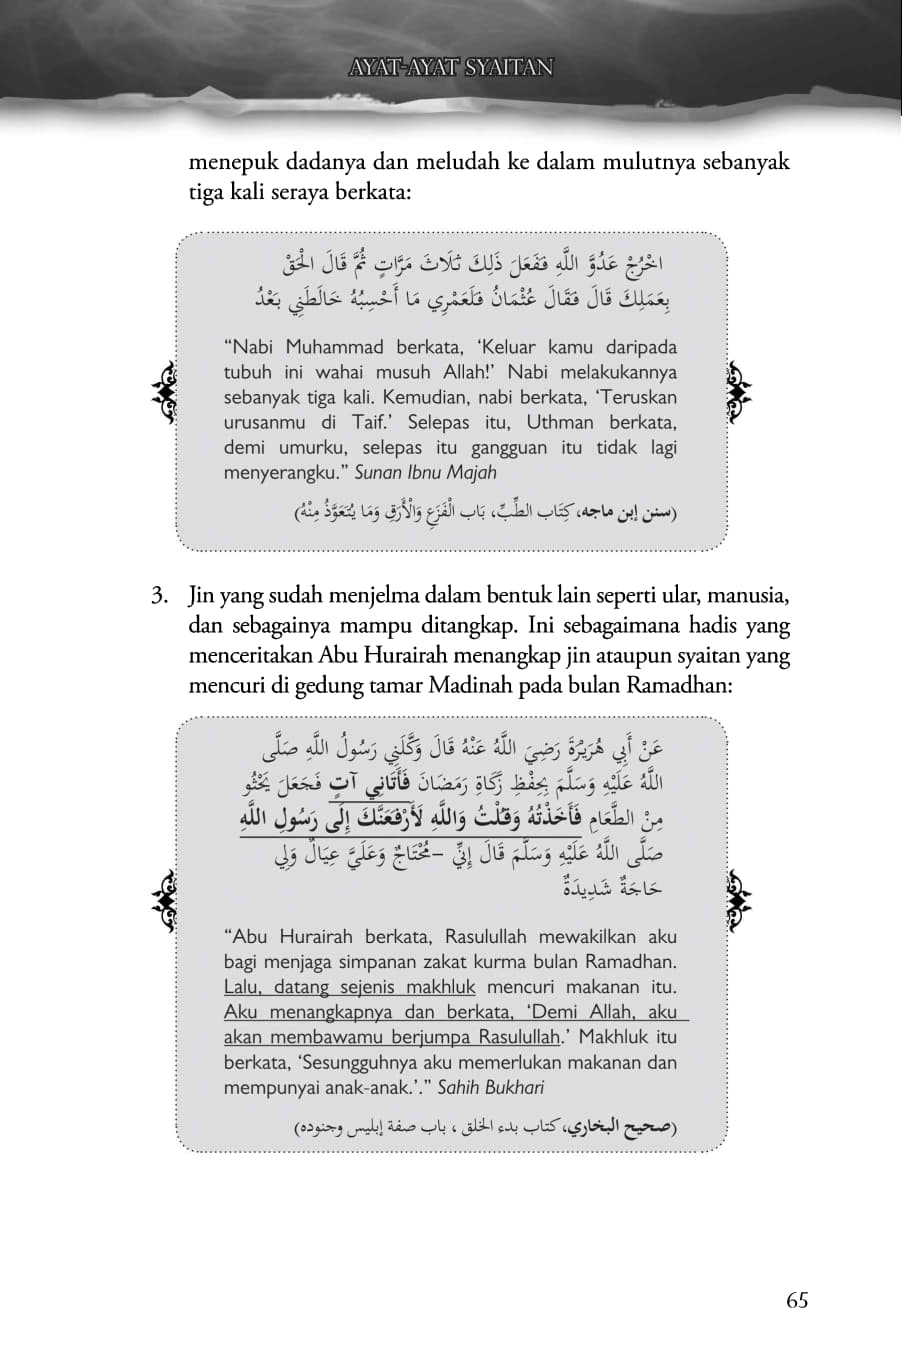 AYAT-AYAT SYAITAN
menepuk dadanya dan meludah ke dalam mulutnya sebanyak
tiga kali seraya berkata:
اخْرُجْ عَدُوَّ اللَّهِ فَفَعَلَ ذَلِكَ ثَلَاثَ مَرَّاتٍ ثُمَّ قَالَ الْحَقْ
بِعَمَلِكَ قَالَ فَقَالَ عُثْمَانُ فَلَعَمْرِي مَا أَحْسِبُهُ خَالَطَنِي بَعْدُ
“Nabi Muhammad berkata, ‘Keluar kamu daripada
tubuh ini wahai musuh Allah!’ Nabi melakukannya
sebanyak tiga kali. Kemudian, nabi berkata, ‘Teruskan
urusanmu di Taif.’ Selepas itu, Uthman berkata,
demi umurku, selepas itu gangguan itu tidak lagi
menyerangku.” Sunan Ibnu Majah
(سنن إبن ماجه، كِتَاب الطِّبِّ، بَاب الْفَزَعِ وَالْأَرَقِ وَمَا يُتَعَوَّذُ مِنْهُ)
3. Jin yang sudah menjelma dalam bentuk lain seperti ular, manusia,
dan sebagainya mampu ditangkap. Ini sebagaimana hadis yang
menceritakan Abu Hurairah menangkap jin ataupun syaitan yang
mencuri di gedung tamar Madinah pada bulan Ramadhan:
عَنْ أَبِي هُرَيْرَةَ رَضِيَ اللَّهُ عَنْهُ قَالَ وَكَّلَنِي رَسُولُ اللَّهِ صَلَّى
اللَّهُ عَلَيْهِ وَسَلَّمَ بِحِفْظِ زَكَاةِ رَمَضَانَ فَأَتَانِي آتٍ فَجَعَلَ يَحْثُو
مِنْ الطَّعَامِ فَأَخَذْتُهُ وَقُلْتُ وَاللَّهِ لَأَرْفَعَنَّكَ إِلَى رَسُولِ اللَّهِ
صَلَّى اللَّهُ عَلَيْهِ وَسَلَّمَ قَالَ إِنِّي –مُحْتَاجٌ وَعَلَيَّ عِيَالٌ وَلِي
حَاجَةٌ شَدِيدَةٌ
“Abu Hurairah berkata, Rasulullah mewakilkan aku
bagi menjaga simpanan zakat kurma bulan Ramadhan.
Lalu, datang sejenis makhluk mencuri makanan itu.
Aku menangkapnya dan berkata, ‘Demi Allah, aku
akan membawamu berjumpa Rasulullah.’ Makhluk itu
berkata, ‘Sesungguhnya aku memerlukan makanan dan
mempunyai anak-anak.’.” Sahih Bukhari
(صحيح البخاري، كتاب بدء الخلق ، باب صفة إبليس وجنوده)
65